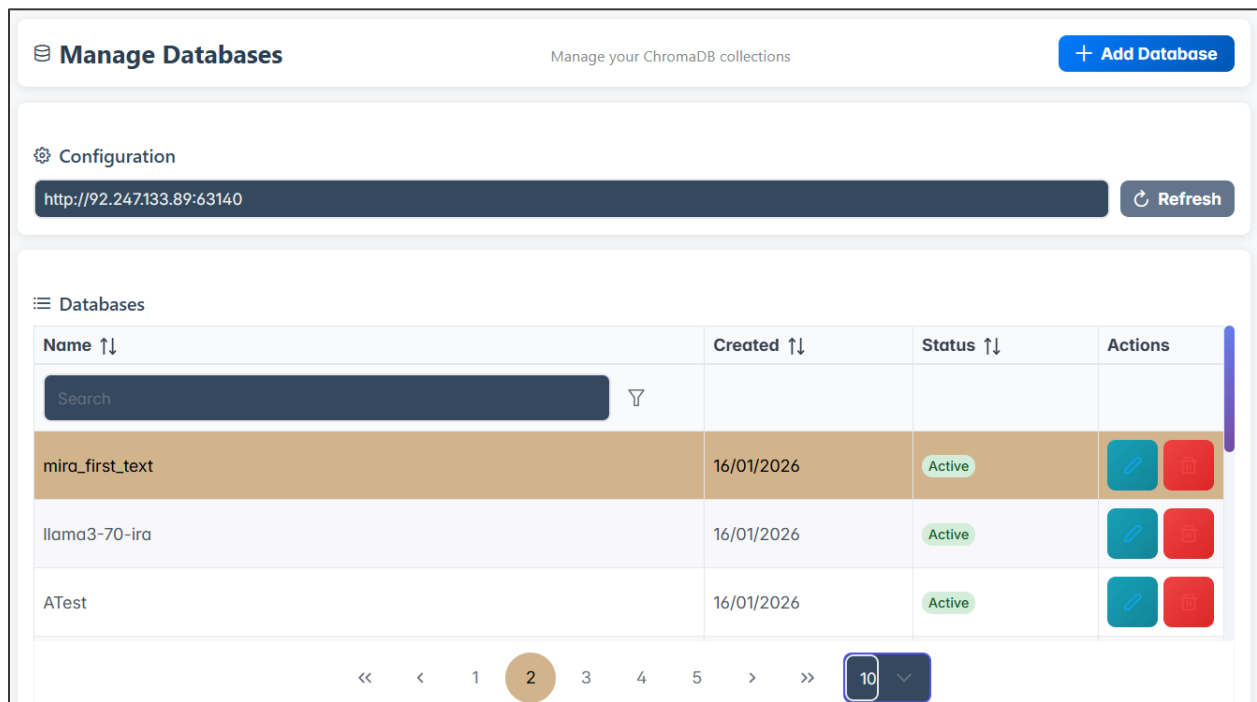 Manage Databases
Manage your ChromaDB collections
+ Add Database
Configuration
http://92.247.133.89:63140
Refresh
Databases
Name
Created
Status
Actions
Search
mira_first_text 16/01/2026 Active
llama3-70-ira 16/01/2026 Active
ATest 16/01/2026 Active
<< < 1 2 3 4 5 > >> 10